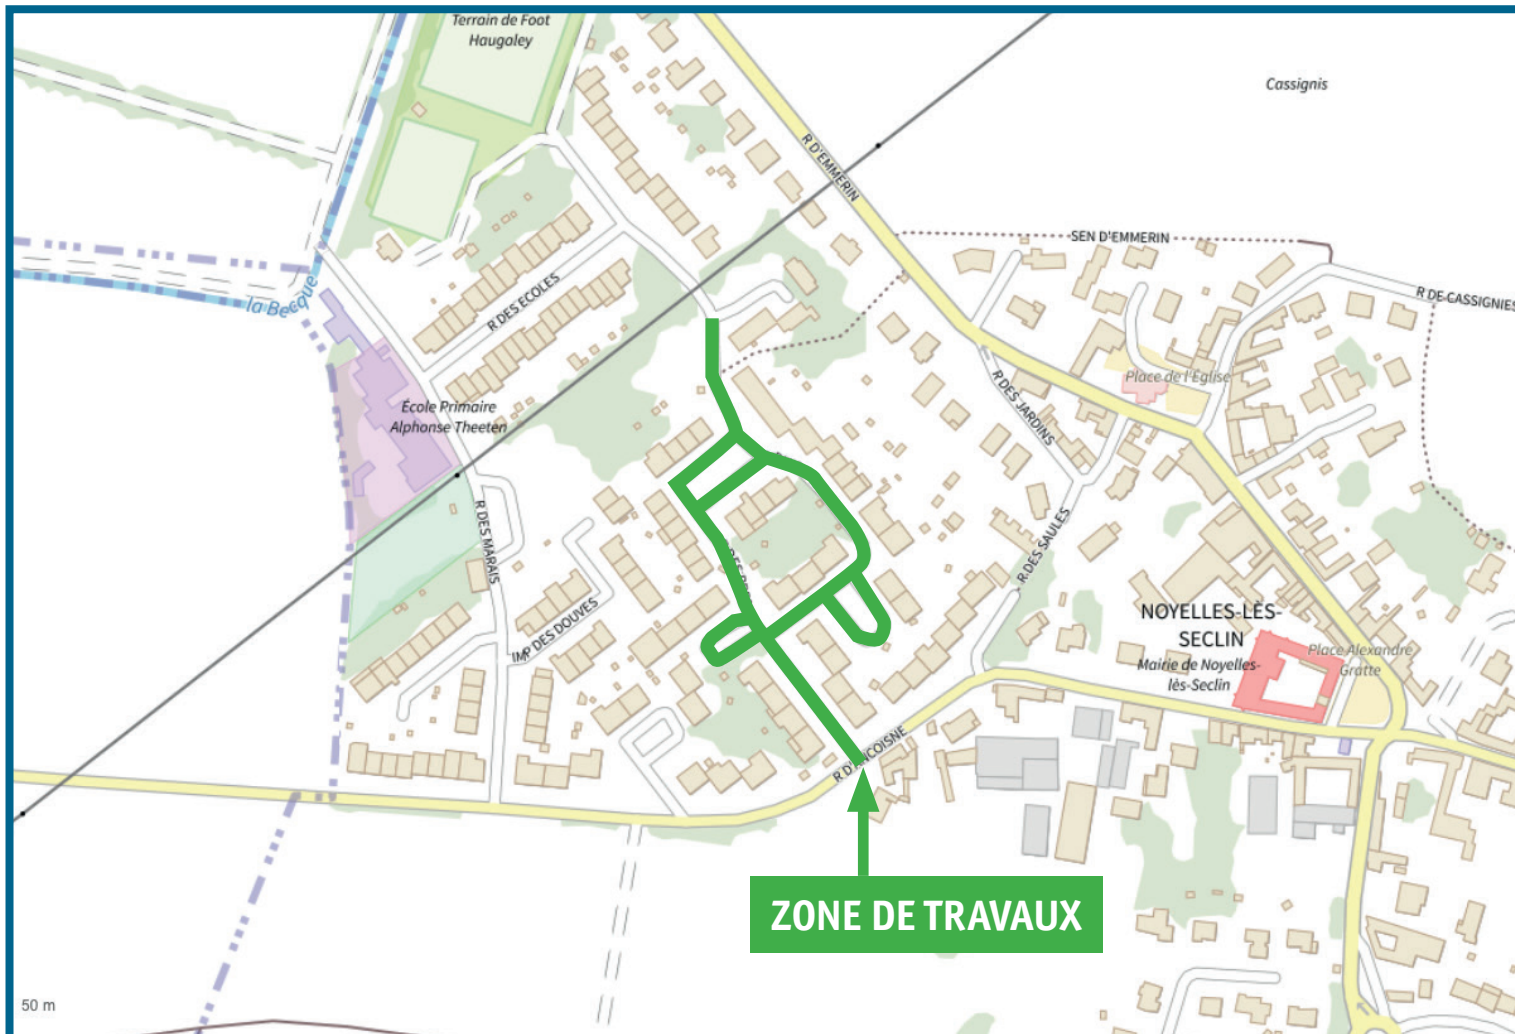 Terrain de Foot
Haugaley
Cassignis
R D'EMMERIN
SEN D'EMMERIN
la Becque
R DES ECOLES
R DE CASSIGNIES
Place de l'Église
École Primaire
Alphonse Theeten
R DES JARDINS
R DES MARAIS
R DES SAULES
IMP DES DOUVES
NOYELLES-LÈS-
SECLIN
Mairie de Noyelles-
lès-Seclin
Place Alexandre
Gratte
R D'ANCOISNE
ZONE DE TRAVAUX
50 m